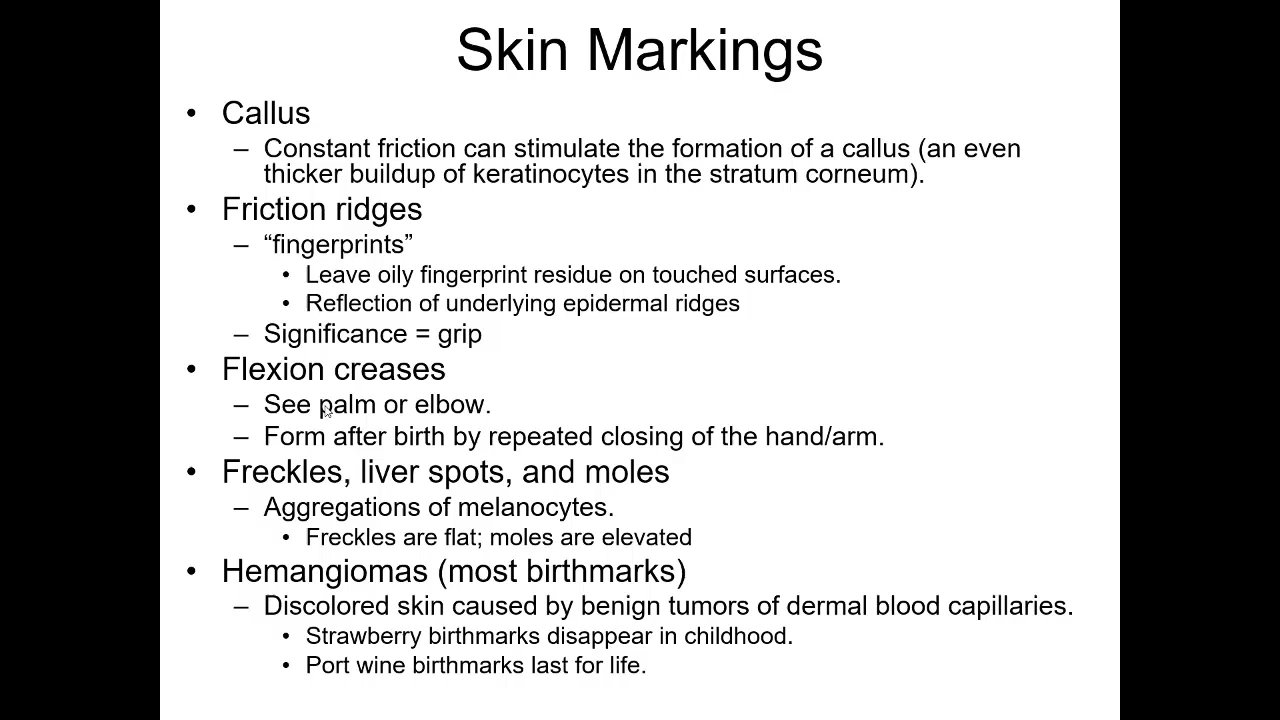 Skin Markings
• Callus
– Constant friction can stimulate the formation of a callus (an even
thicker buildup of keratinocytes in the stratum corneum).
• Friction ridges
– “fingerprints”
• Leave oily fingerprint residue on touched surfaces.
• Reflection of underlying epidermal ridges
– Significance = grip
• Flexion creases
– See palm or elbow.
– Form after birth by repeated closing of the hand/arm.
• Freckles, liver spots, and moles
– Aggregations of melanocytes.
• Freckles are flat; moles are elevated
• Hemangiomas (most birthmarks)
– Discolored skin caused by benign tumors of dermal blood capillaries.
• Strawberry birthmarks disappear in childhood.
• Port wine birthmarks last for life.